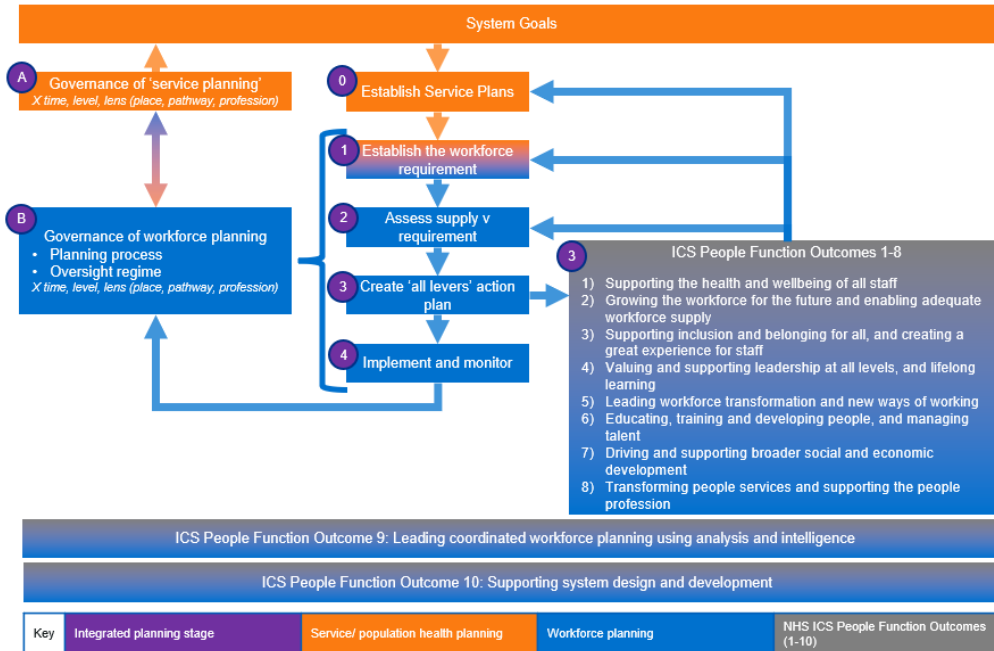 System Goals
A
Governance of 'service planning'
X time, level, lens (place, pathway, profession)
0
Establish Service Plans
1
Establish the workforce
requirement
B
Governance of workforce planning
• Planning process
• Oversight regime
X time, level, lens (place, pathway, profession)
2
Assess supply v
requirement
3
Create 'all levers' action
plan
4
Implement and monitor
3
ICS People Function Outcomes 1-8
1) Supporting the health and wellbeing of all staff
2) Growing the workforce for the future and enabling adequate
workforce supply
3) Supporting inclusion and belonging for all, and creating a
great experience for staff
4) Valuing and supporting leadership at all levels, and lifelong
learning
5) Leading workforce transformation and new ways of working
6) Educating, training and developing people, and managing
talent
7) Driving and supporting broader social and economic
development
8) Transforming people services and supporting the people
profession
ICS People Function Outcome 9: Leading coordinated workforce planning using analysis and intelligence
ICS People Function Outcome 10: Supporting system design and development
Key
Integrated planning stage
Service/ population health planning
Workforce planning
NHS ICS People Function Outcomes
(1-10)